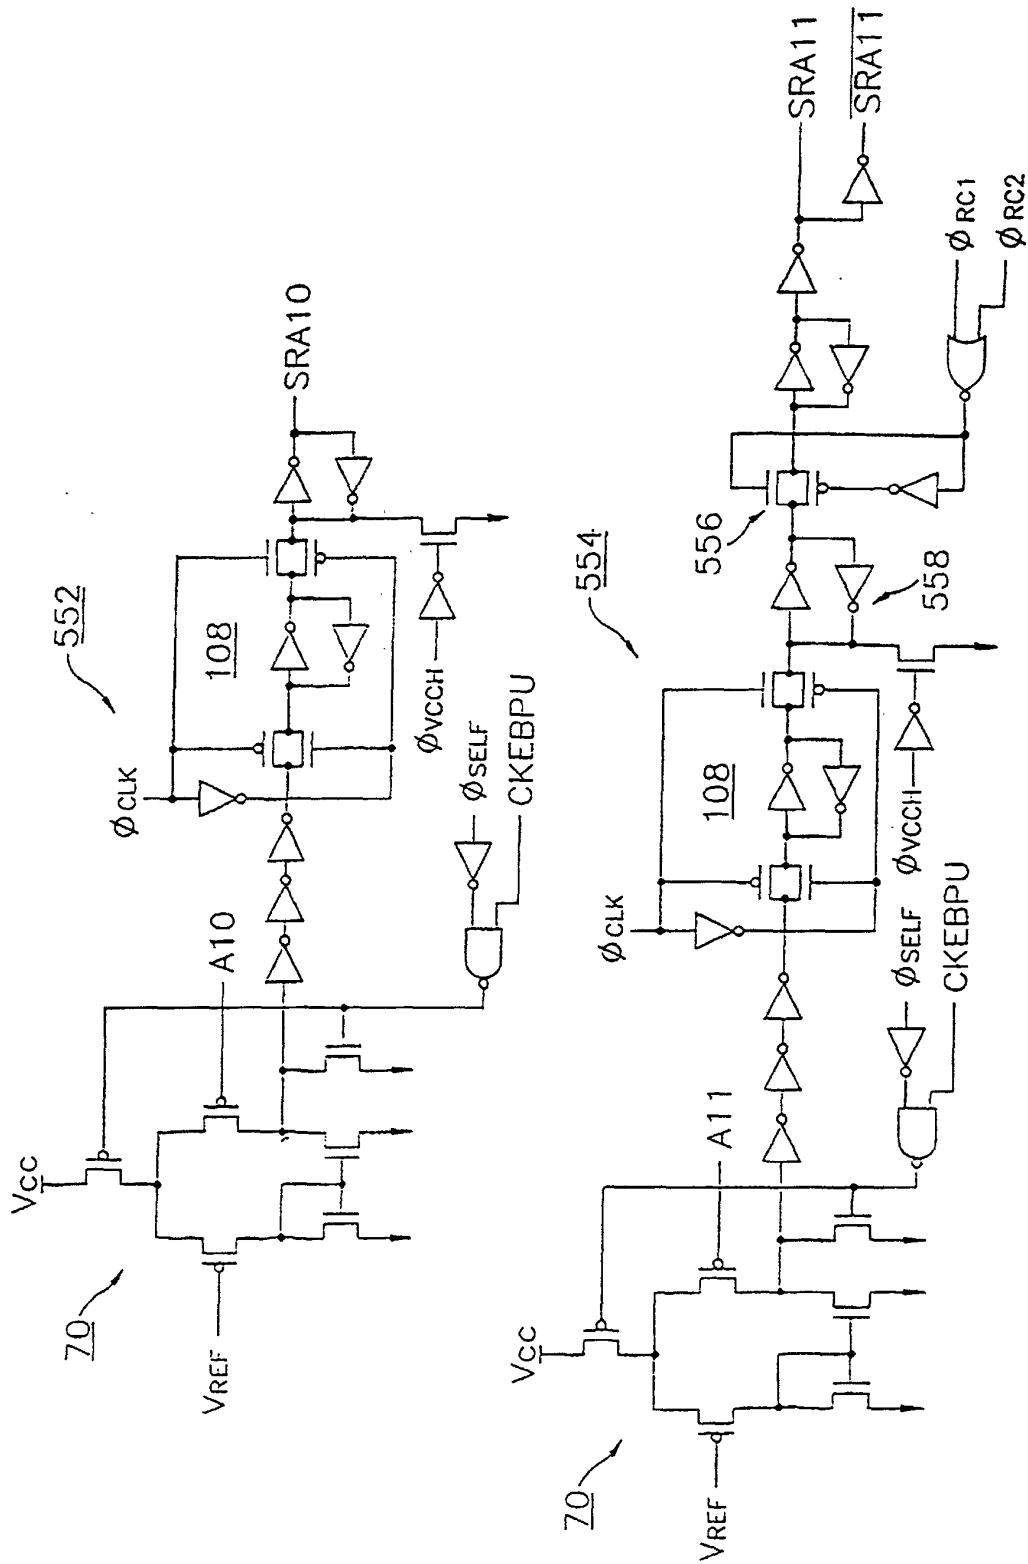 70
VCC
VREF
A10
ØCLK
552
108
ØVCCH
ØSELF
CKEBPU
SRA10
70
VCC
VREF
A11
ØCLK
554
108
ØVCCH
ØSELF
CKEBPU
556
558
SRA11
SRA11
ØRC1
ØRC2